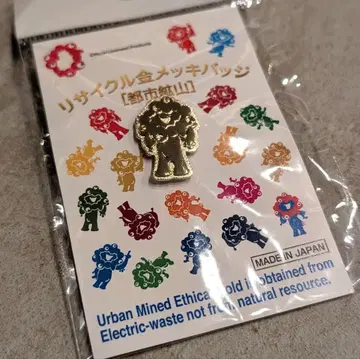 リサイクル金メッキバッジ
[都市鉱山]
MADE IN JAPAN
Urban Mined Ethical Gold is obtained from
Electric-waste not from natural resource.